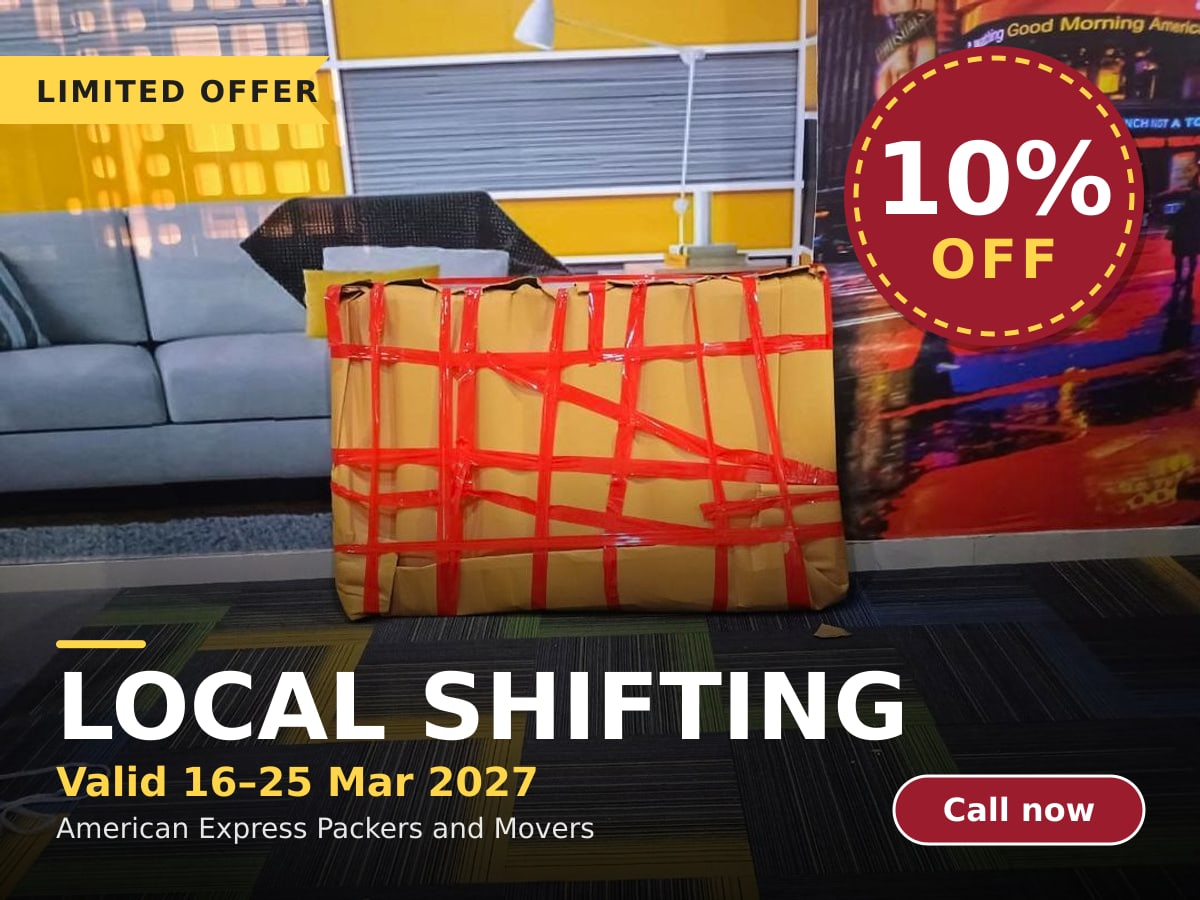 Good Morning America
LIMITED OFFER
10%
OFF
LOCAL SHIFTING
Valid 16–25 Mar 2027
American Express Packers and Movers
Call now